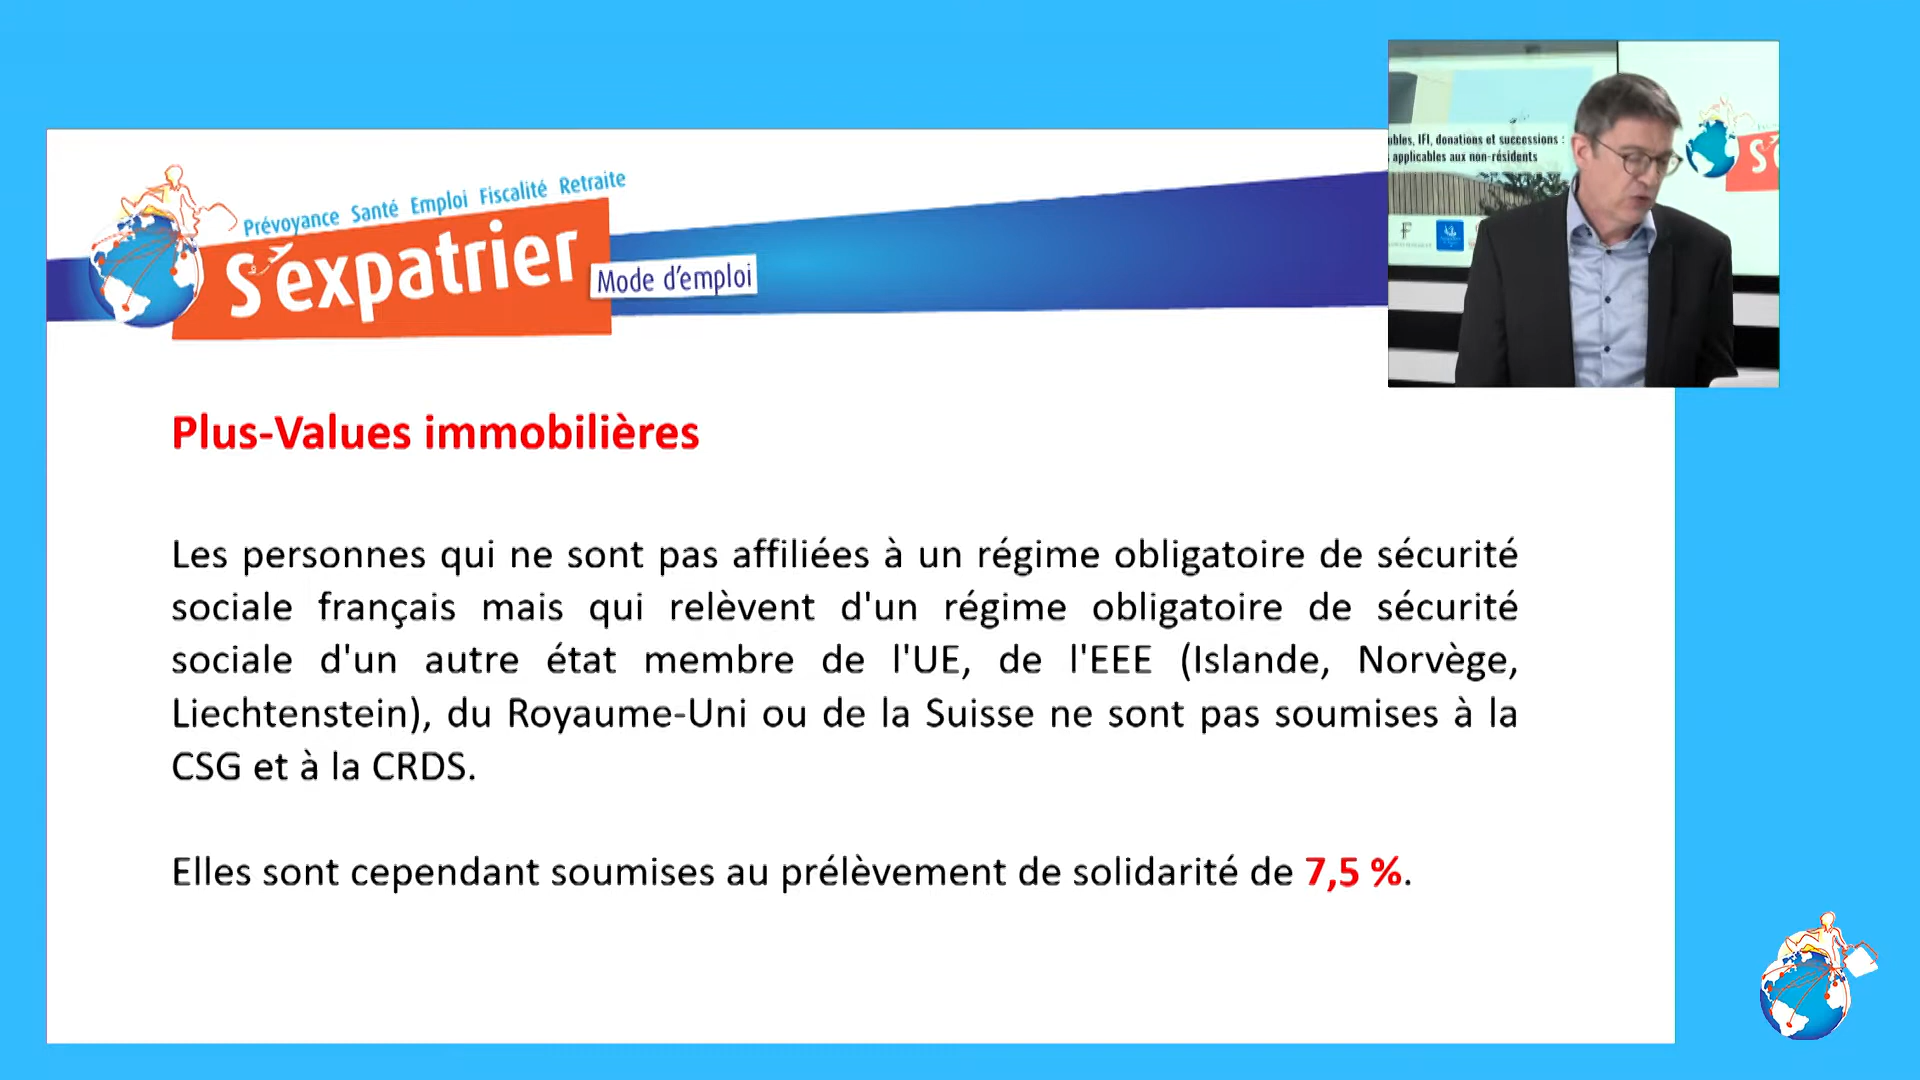 Prévoyance Santé Emploi Fiscalité Retraite
S'expatrier
Mode d'emploi
IFI, donations et successions :
applicables aux non-résidents
Plus-Values immobilières
Les personnes qui ne sont pas affiliées à un régime obligatoire de sécurité
sociale français mais qui relèvent d'un régime obligatoire de sécurité
sociale d'un autre état membre de l'UE, de l'EEE (Islande, Norvège,
Liechtenstein), du Royaume-Uni ou de la Suisse ne sont pas soumises à la
CSG et à la CRDS.
Elles sont cependant soumises au prélèvement de solidarité de 7,5 %.